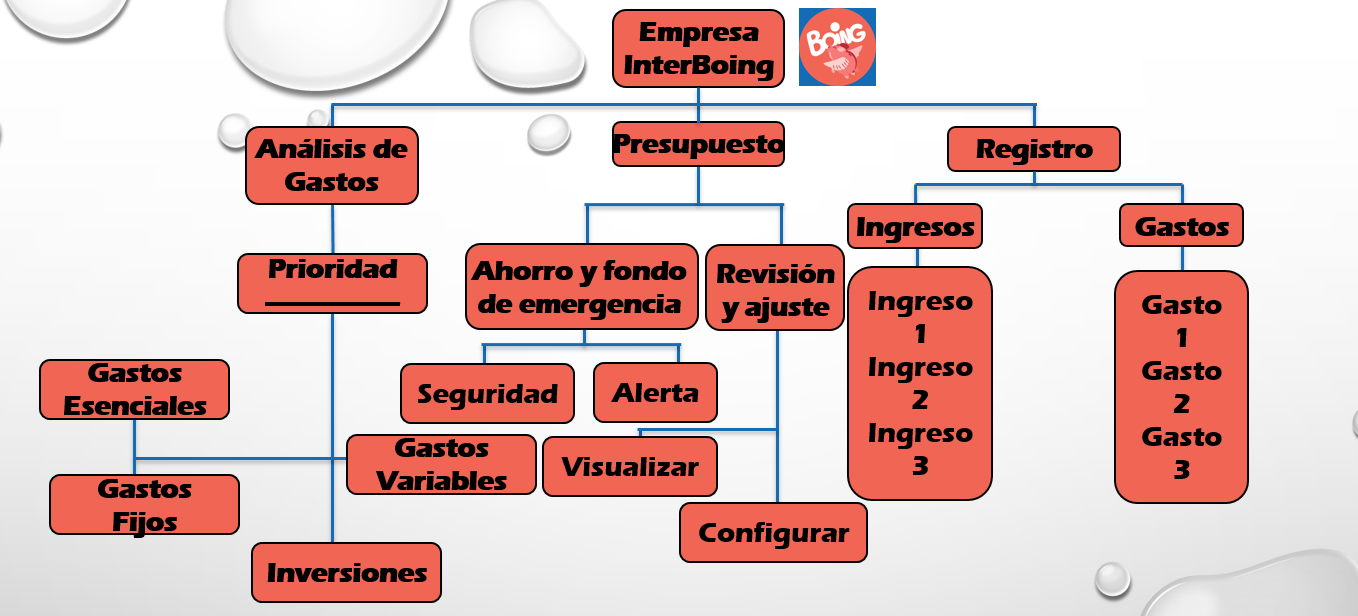 Empresa
InterBoing
BOING
Análisis de
Gastos
Presupuesto
Registro
Prioridad
Ahorro y fondo
de emergencia
Revisión
y ajuste
Ingresos
Gastos
Gastos
Esenciales
Gastos
Fijos
Gastos
Variables
Inversiones
Seguridad
Alerta
Visualizar
Configurar
Ingreso
1
Ingreso
2
Ingreso
3
Gasto
1
Gasto
2
Gasto
3